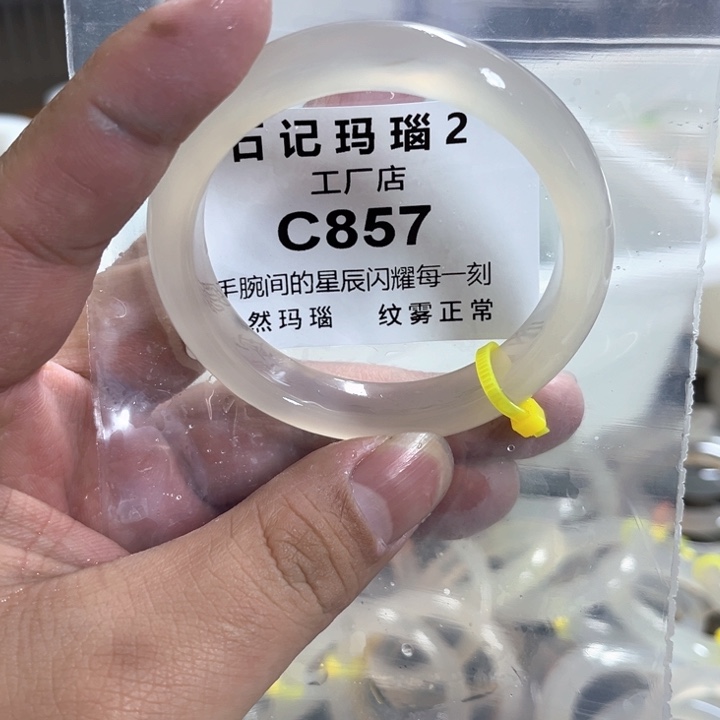 石记玛瑙2
工厂店
C857
手腕间的星辰闪耀每一刻
然玛瑙 纹雾正常